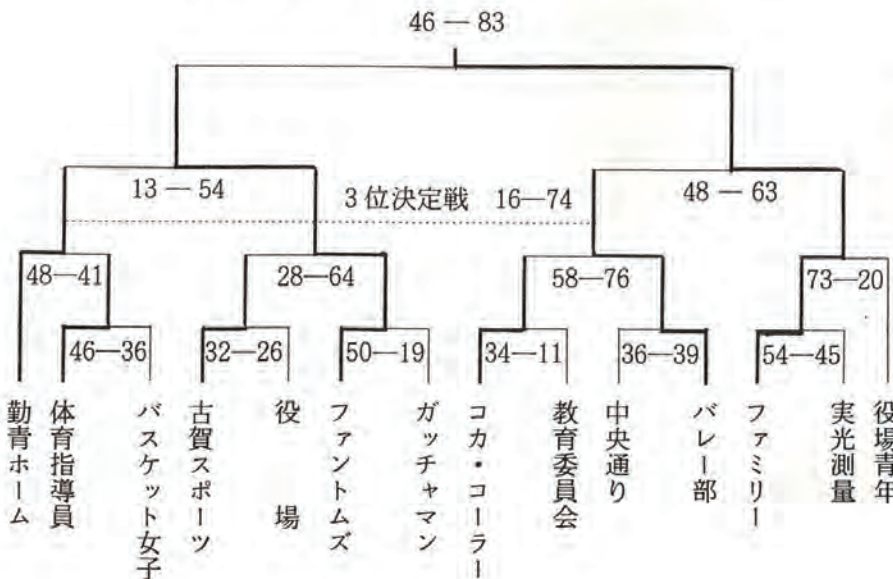 46—83
13—54
3位決定戦 16—74
48—63
48—41
28—64
58—76
73—20
46—36
32—26
50—19
34—11
36—39
54—45
勤青ホーム
体育指導員
バスケット女子
古賀スポーツ
役場
ファントムズ
ガッチャマン
コカ・コーラー
教育委員会
中央通り
バレー部
ファミリー
実光測量
役場青年